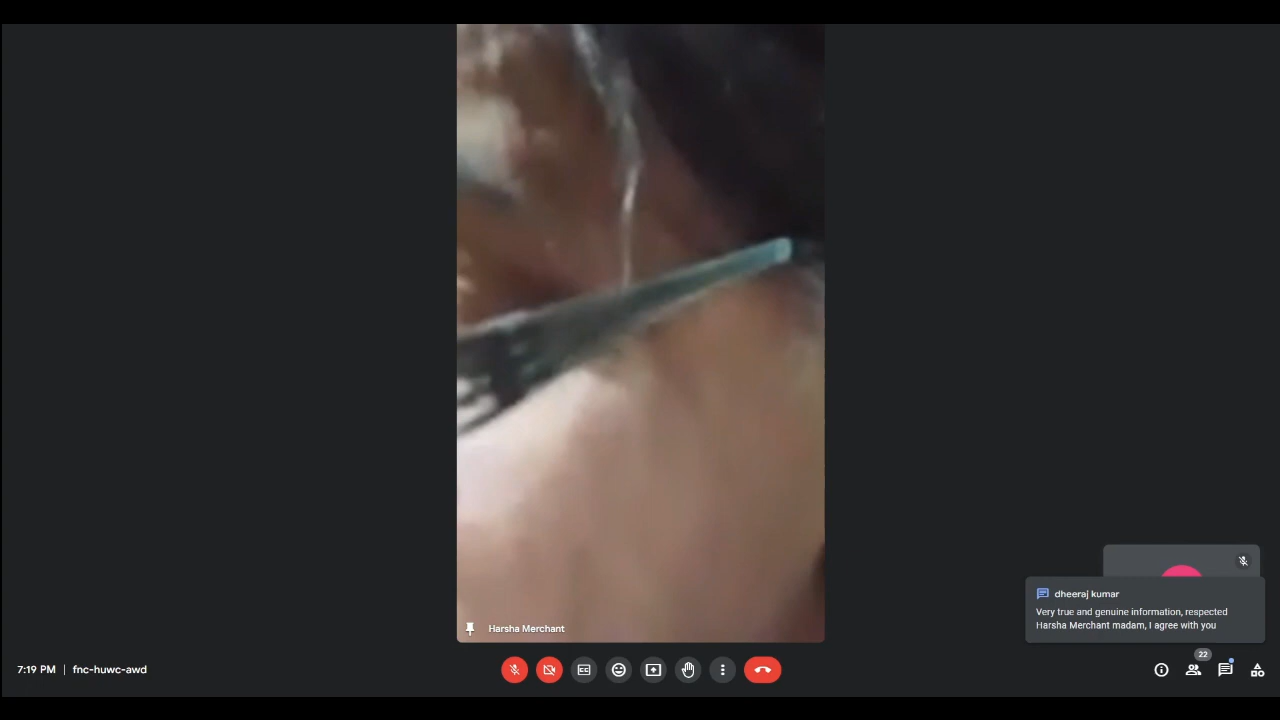 dheeraj kumar
Very true and genuine information, respected
Harsha Merchant madam, I agree with you
Harsha Merchant
7:19 PM | fnc-huwc-awd
22